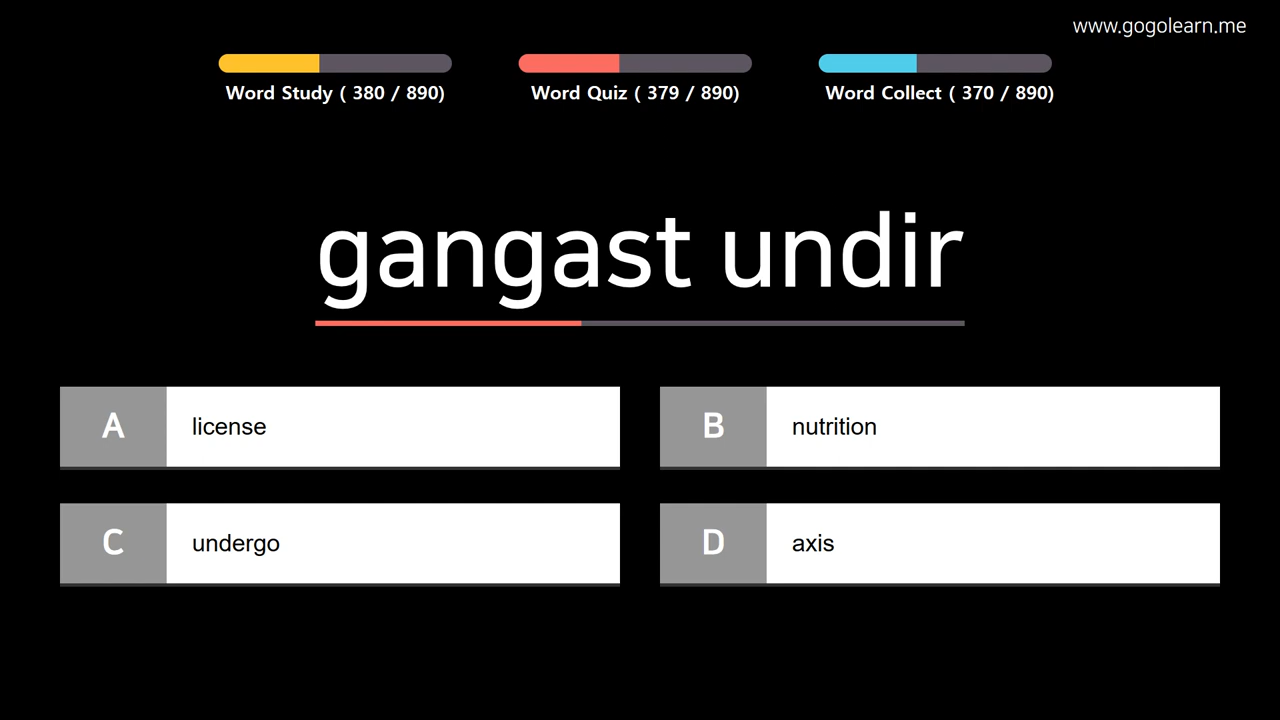 www.gogolearn.me
Word Study ( 380 / 890)
Word Quiz ( 379 / 890)
Word Collect ( 370 / 890)
gangast undir
A license
B nutrition
C undergo
D axis